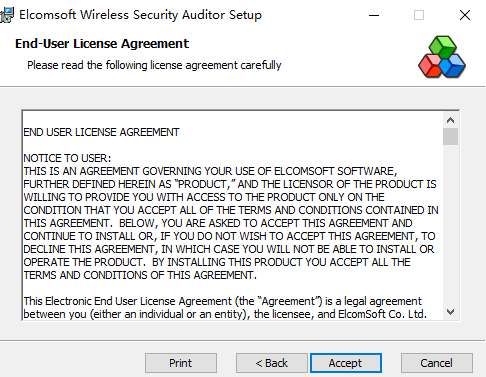 Elcomsoft Wireless Security Auditor Setup
End-User License Agreement
Please read the following license agreement carefully
END USER LICENSE AGREEMENT
NOTICE TO USER:
THIS IS AN AGREEMENT GOVERNING YOUR USE OF ELCOMSOFT SOFTWARE,
FURTHER DEFINED HEREIN AS "PRODUCT," AND THE LICENSOR OF THE PRODUCT IS
WILLING TO PROVIDE YOU WITH ACCESS TO THE PRODUCT ONLY ON THE
CONDITION THAT YOU ACCEPT ALL OF THE TERMS AND CONDITIONS CONTAINED IN
THIS AGREEMENT.  BELOW, YOU ARE ASKED TO ACCEPT THIS AGREEMENT AND
CONTINUE TO INSTALL OR, IF YOU DO NOT WISH TO ACCEPT THIS AGREEMENT, TO
DECLINE THIS AGREEMENT, IN WHICH CASE YOU WILL NOT BE ABLE TO INSTALL OR
OPERATE THE PRODUCT.  BY INSTALLING THIS PRODUCT YOU ACCEPT ALL THE
TERMS AND CONDITIONS OF THIS AGREEMENT.
This Electronic End User License Agreement (the “Agreement”) is a legal agreement
between you (either an individual or an entity), the licensee, and ElcomSoft Co. Ltd.
Print
< Back
Accept
Cancel